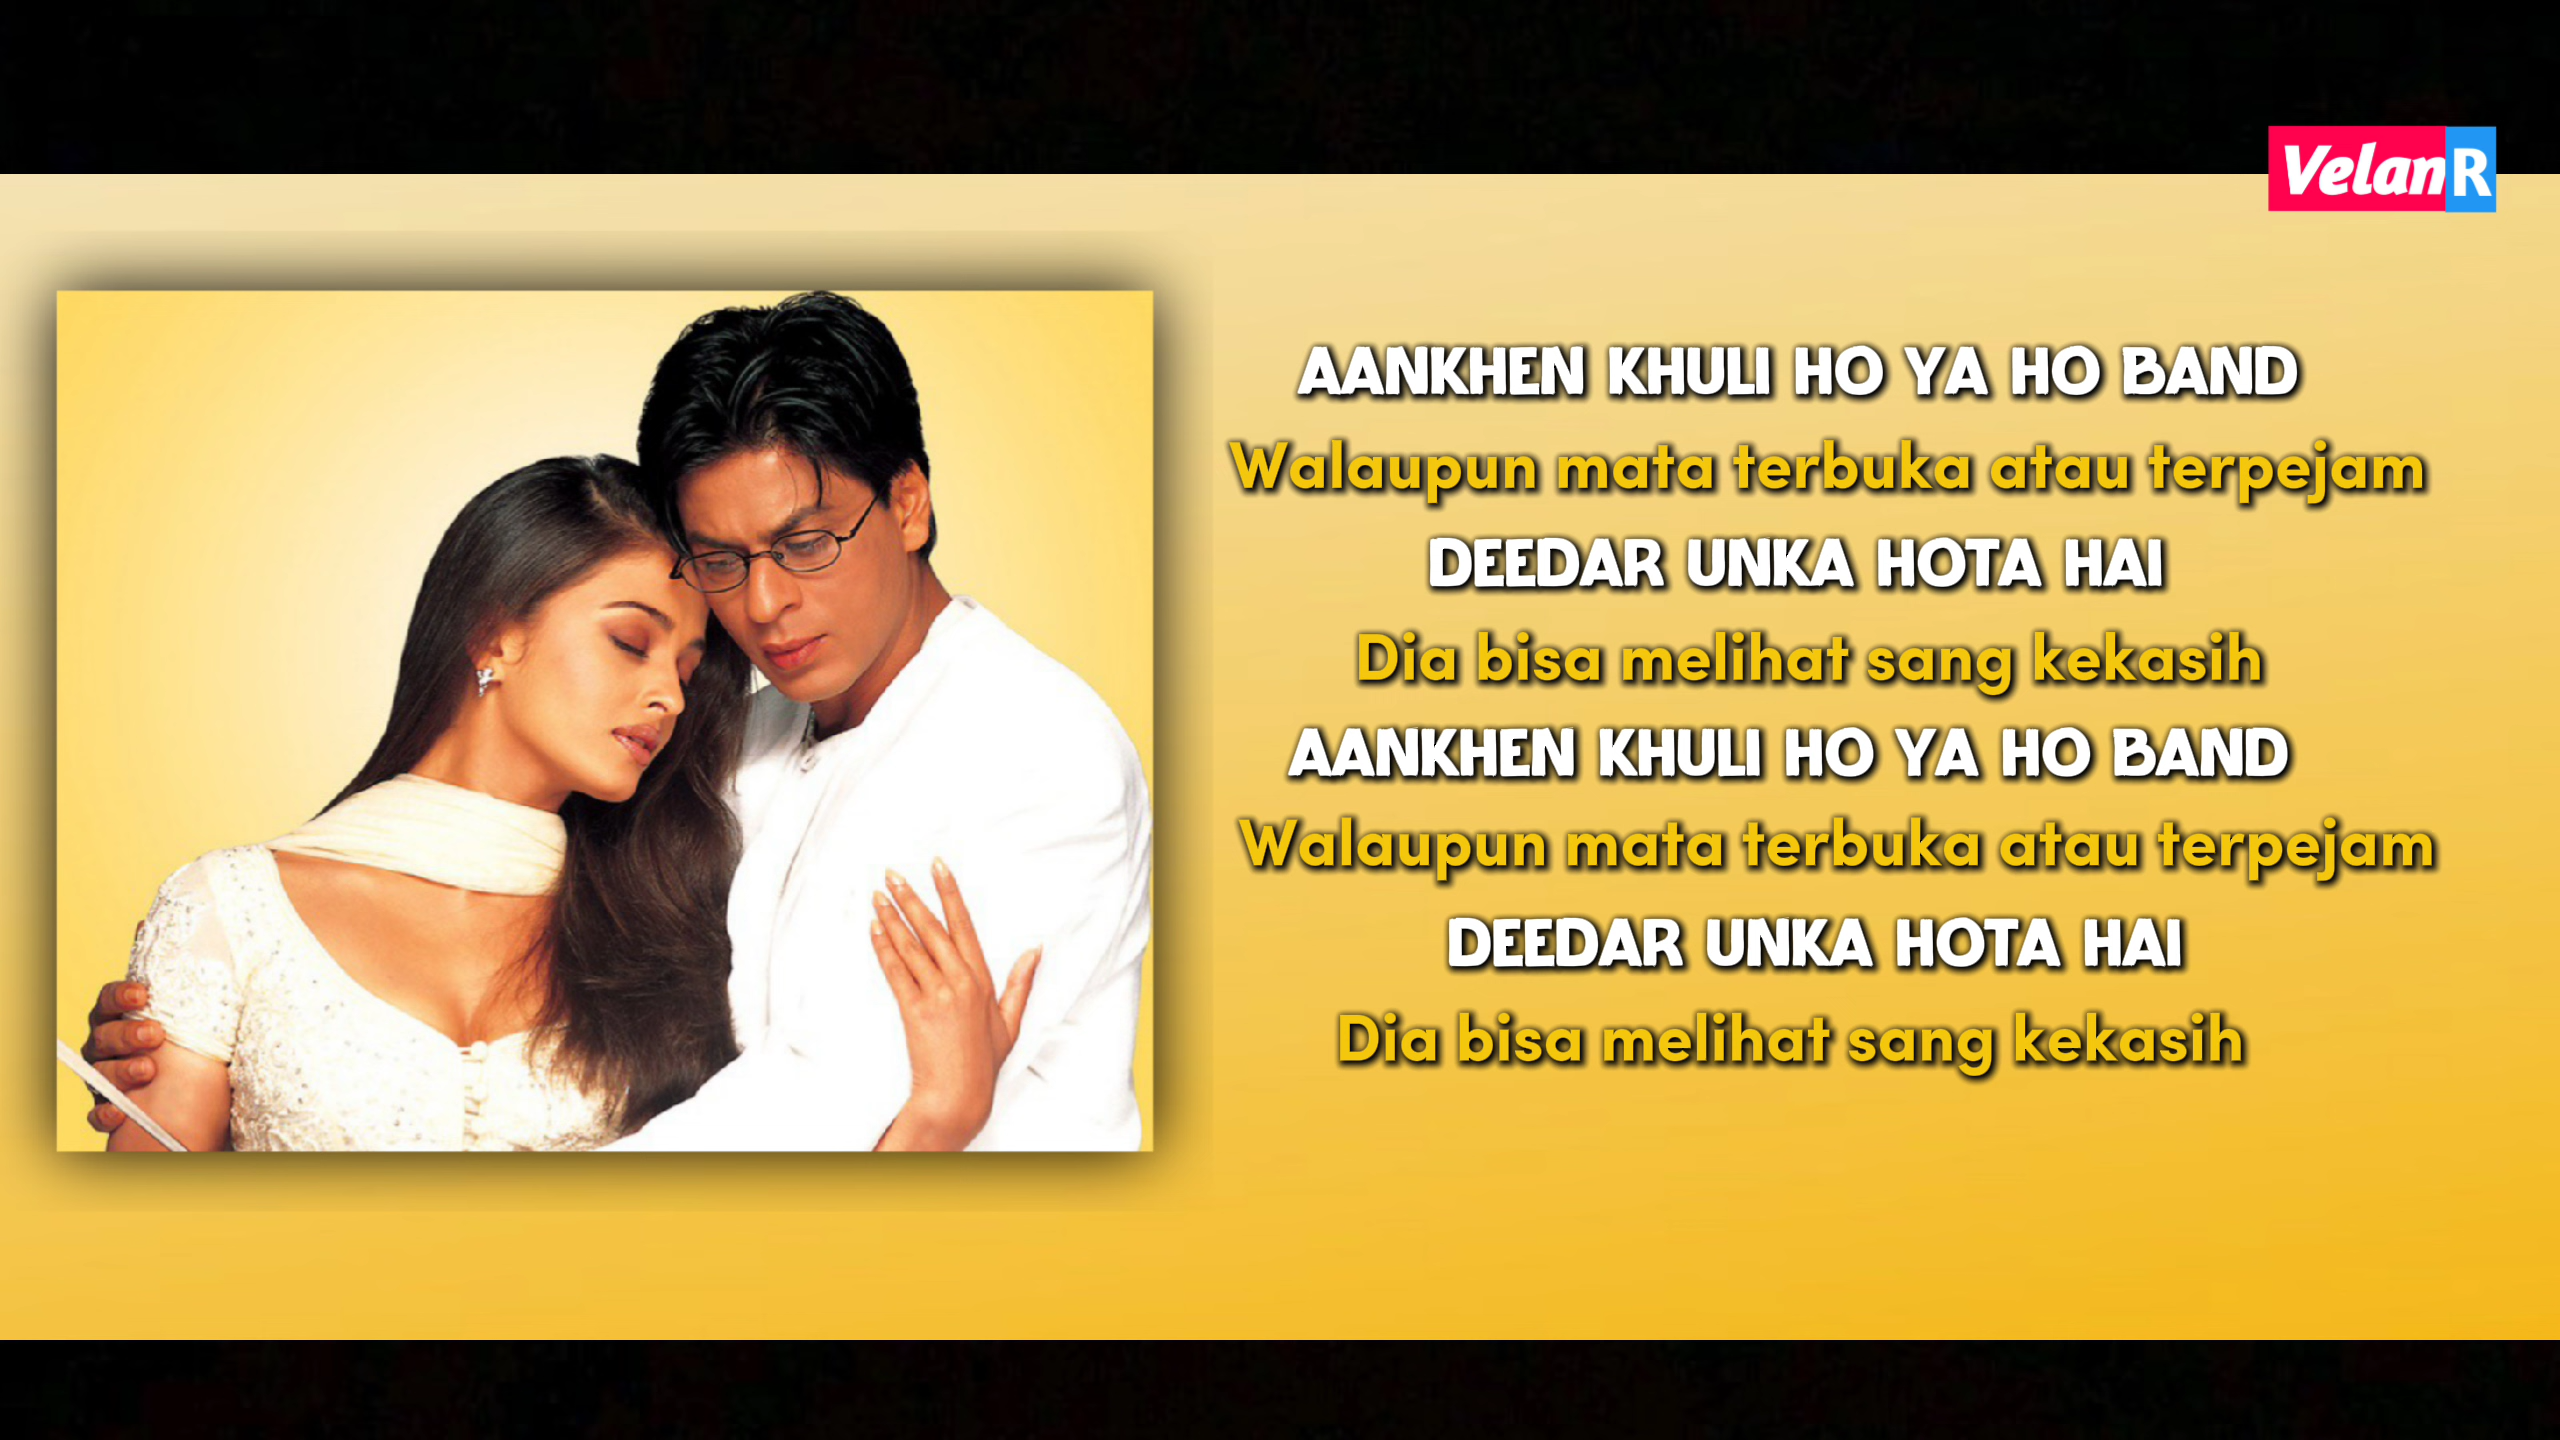 VelanR
AANKHEN KHULI HO YA HO BAND
Walaupun mata terbuka atau terpejam
DEEDAR UNKA HOTA HAI
Dia bisa melihat sang kekasih
AANKHEN KHULI HO YA HO BAND
Walaupun mata terbuka atau terpejam
DEEDAR UNKA HOTA HAI
Dia bisa melihat sang kekasih